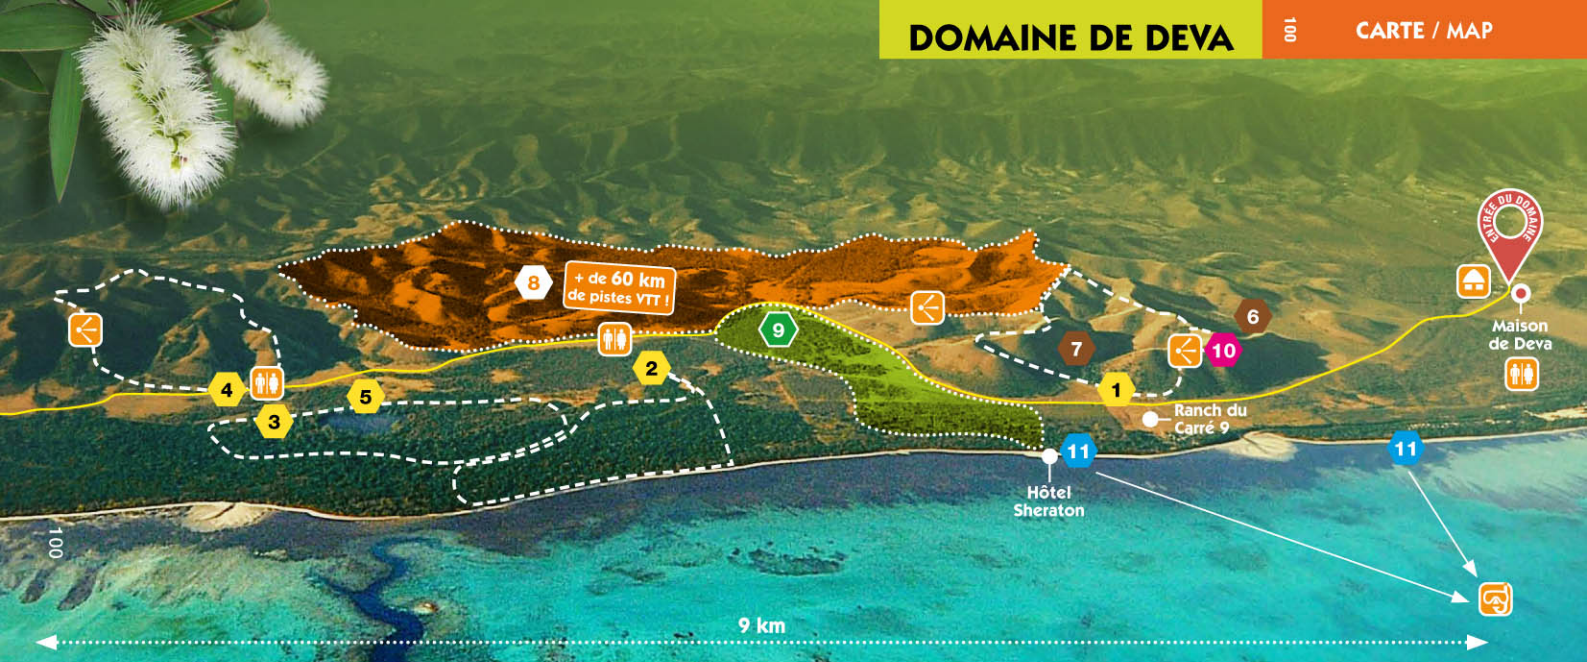 DOMAINE DE DEVA
100
CARTE / MAP
ENTRÉE DU DOMAINE
8
+ de 60 km
de pistes VTT !
9
6
7
10
Maison
de Deva
2
4
5
1
3
Ranch du
Carré 9
11
11
Hôtel
Sheraton
100
9 km